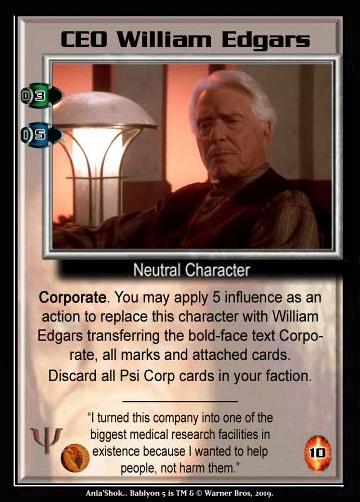 CEO William Edgars
3
5
Neutral Character
Corporate. You may apply 5 influence as an
action to replace this character with William
Edgars transferring the bold-face text Corpo-
rate, all marks and attached cards.
Discard all Psi Corp cards in your faction.
“I turned this company into one of the
biggest medical research facilities in
existence because I wanted to help
people, not harm them.”
10
Anla'Shok.. Bablyon 5 is TM & © Warner Bros, 2019.